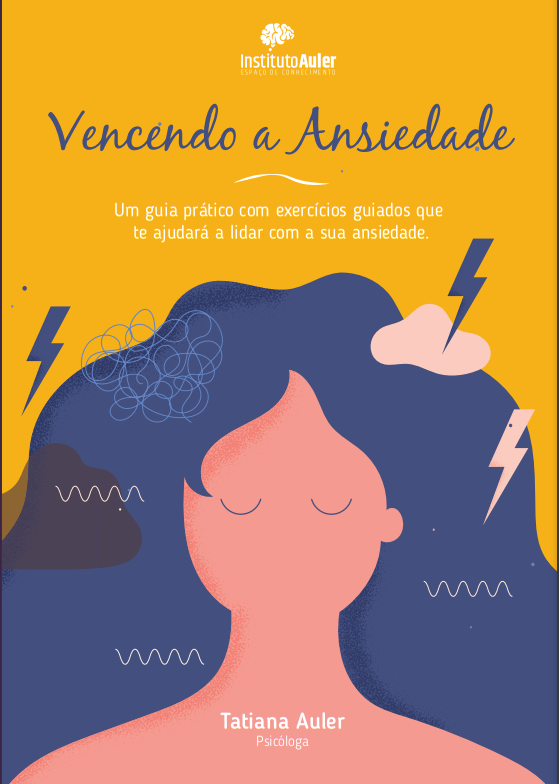 InstitutoAuler
ESPAÇO DE CONHECIMENTO
Vencendo a Ansiedade
Um guia prático com exercícios guiados que
te ajudará a lidar com a sua ansiedade.
Tatiana Auler
Psicóloga